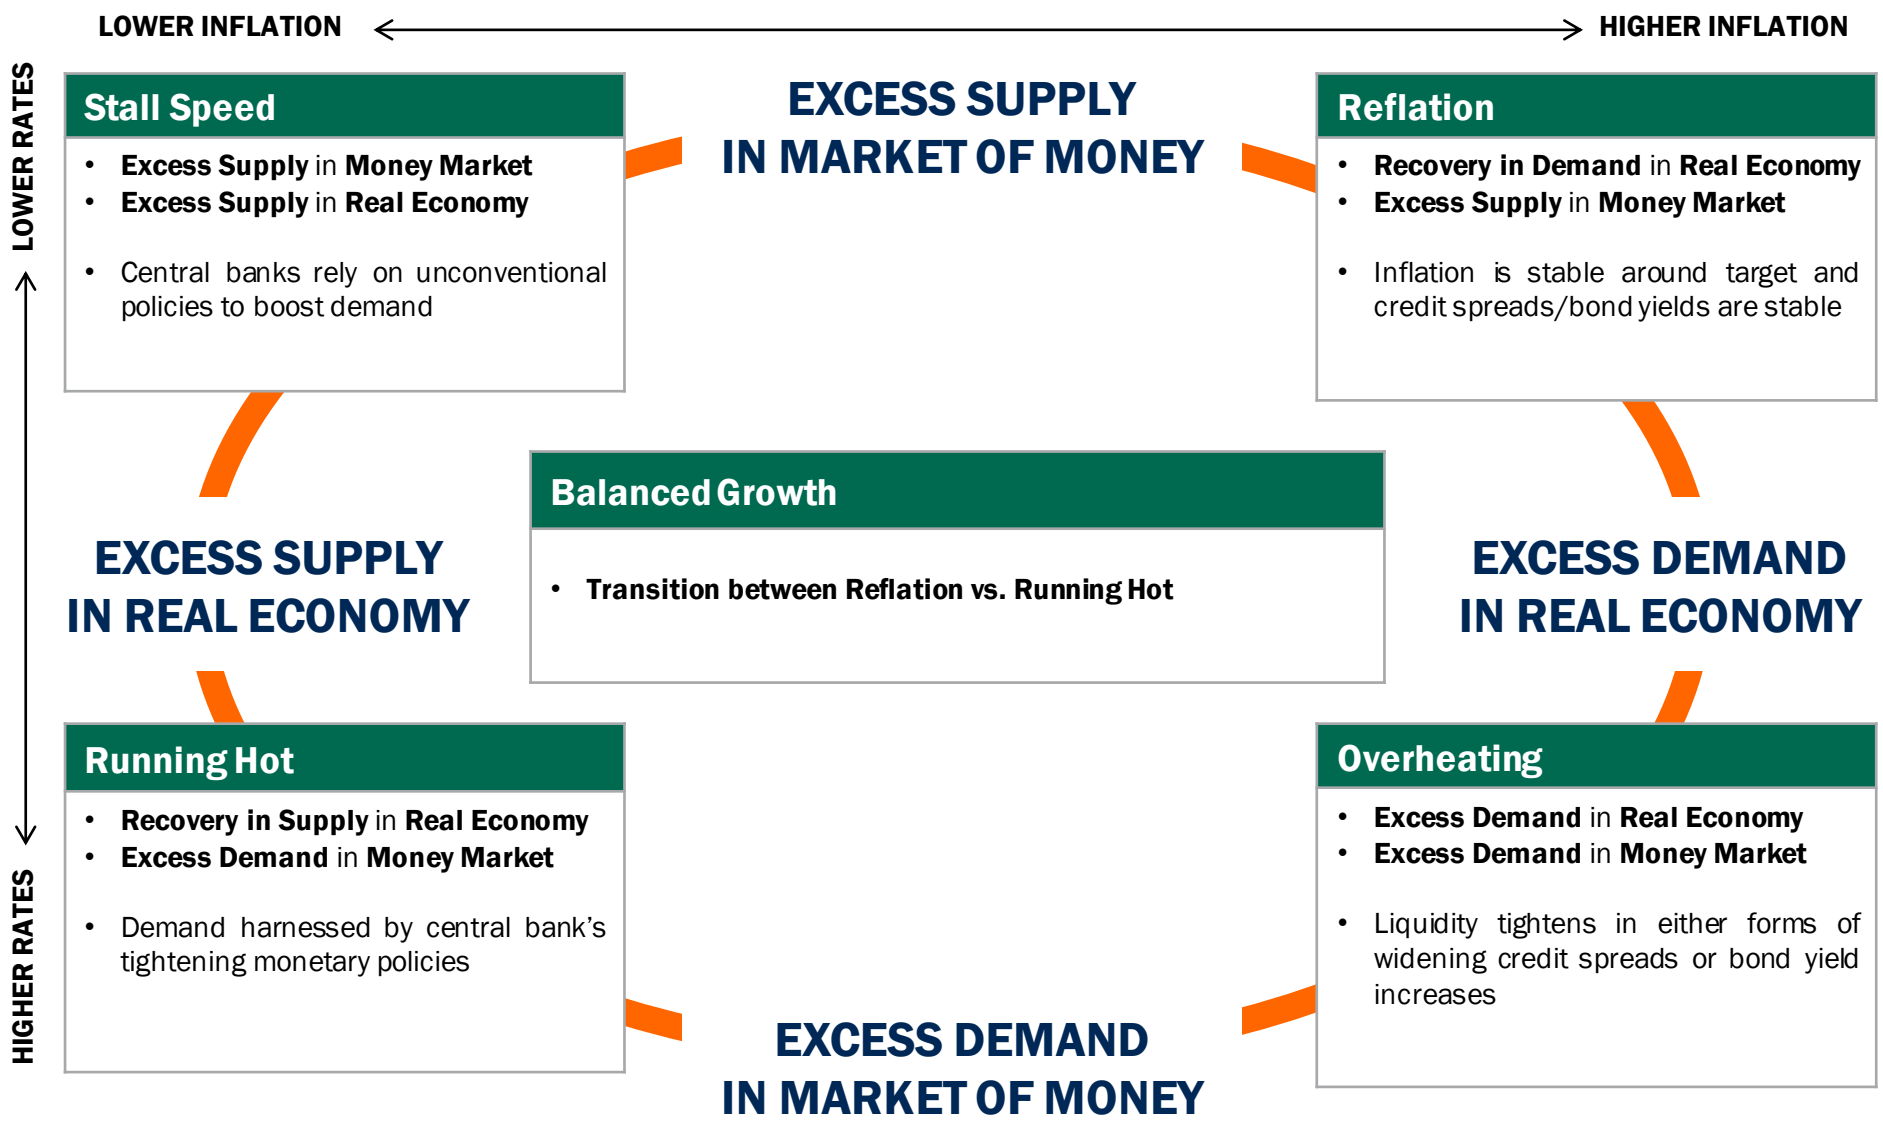 LOWER INFLATION
HIGHER INFLATION
LOWER RATES
HIGHER RATES
EXCESS SUPPLY
IN MARKET OF MONEY
Stall Speed
• Excess Supply in Money Market
• Excess Supply in Real Economy
• Central banks rely on unconventional
policies to boost demand
Reflation
• Recovery in Demand in Real Economy
• Excess Supply in Money Market
• Inflation is stable around target and
credit spreads/bond yields are stable
EXCESS SUPPLY
IN REAL ECONOMY
Balanced Growth
• Transition between Reflation vs. Running Hot
EXCESS DEMAND
IN REAL ECONOMY
Running Hot
• Recovery in Supply in Real Economy
• Excess Demand in Money Market
• Demand harnessed by central bank’s
tightening monetary policies
Overheating
• Excess Demand in Real Economy
• Excess Demand in Money Market
• Liquidity tightens in either forms of
widening credit spreads or bond yield
increases
EXCESS DEMAND
IN MARKET OF MONEY